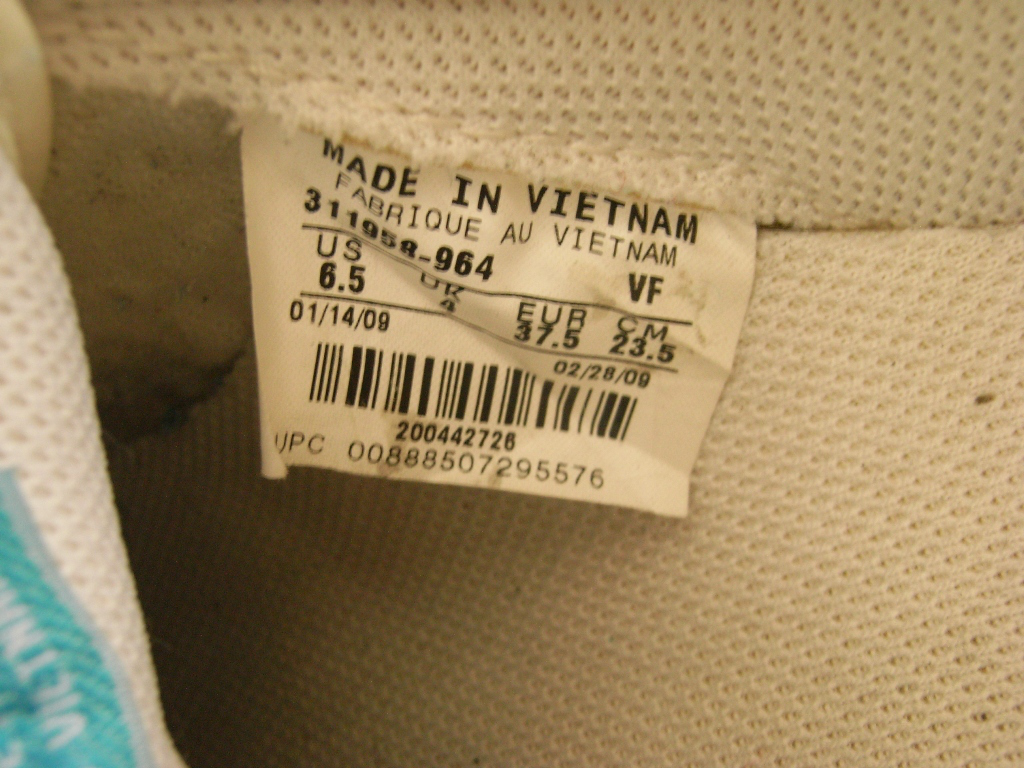 MADE IN VIETNAM
FABRIQUE AU VIETNAM
311958-964 VF
US UK EUR CM
6.5 4 37.5 23.5
01/14/09 02/28/09
200442726
UPC 00888507295576